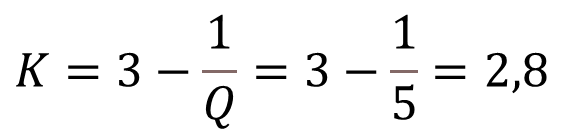 K = 3 − 1/Q = 3 − 1/5 = 2,8